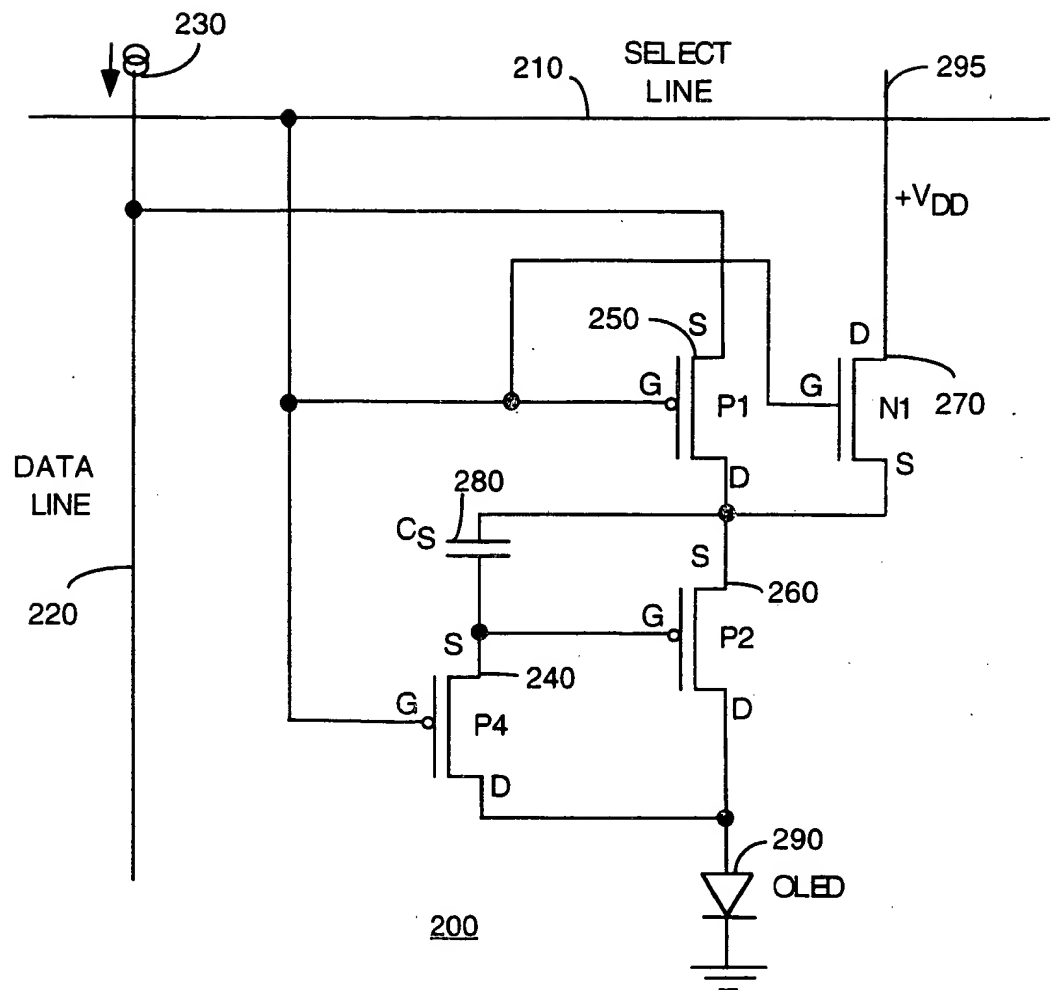 230
SELECT
LINE
210
295
+VDD
250
S
D
G
P1
G
N1
270
D
S
DATA
LINE
280
CS
S
260
G
P2
220
S
240
G
P4
D
D
290
OLED
200